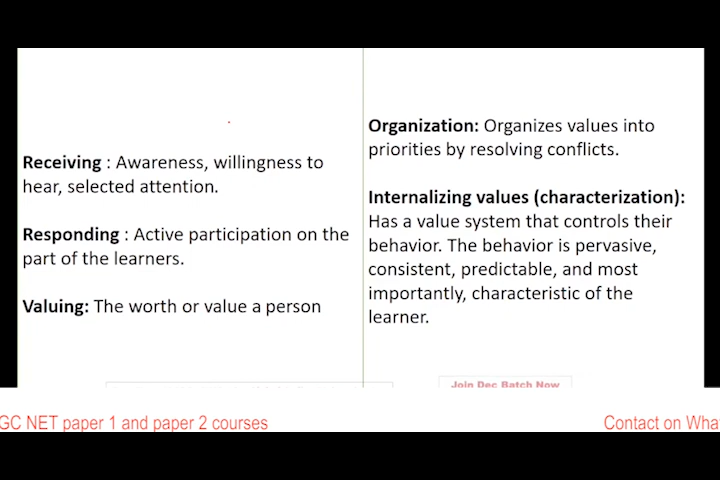 Receiving : Awareness, willingness to
hear, selected attention.
Responding : Active participation on the
part of the learners.
Valuing: The worth or value a person
Organization: Organizes values into
priorities by resolving conflicts.
Internalizing values (characterization):
Has a value system that controls their
behavior. The behavior is pervasive,
consistent, predictable, and most
importantly, characteristic of the
learner.
Join Dec Batch Now
GC NET paper 1 and paper 2 courses
Contact on Wha